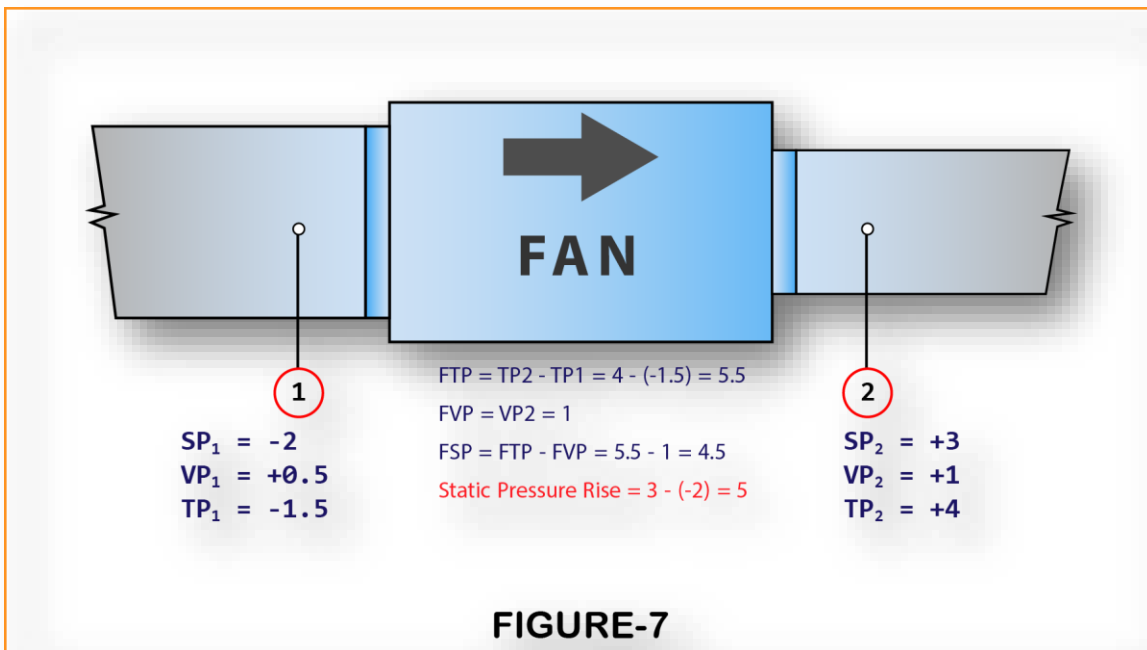 FAN
1
SP₁ = -2
VP₁ = +0.5
TP₁ = -1.5
FTP = TP2 - TP1 = 4 - (-1.5) = 5.5
FVP = VP2 = 1
FSP = FTP - FVP = 5.5 - 1 = 4.5
Static Pressure Rise = 3 - (-2) = 5
2
SP₂ = +3
VP₂ = +1
TP₂ = +4
FIGURE-7